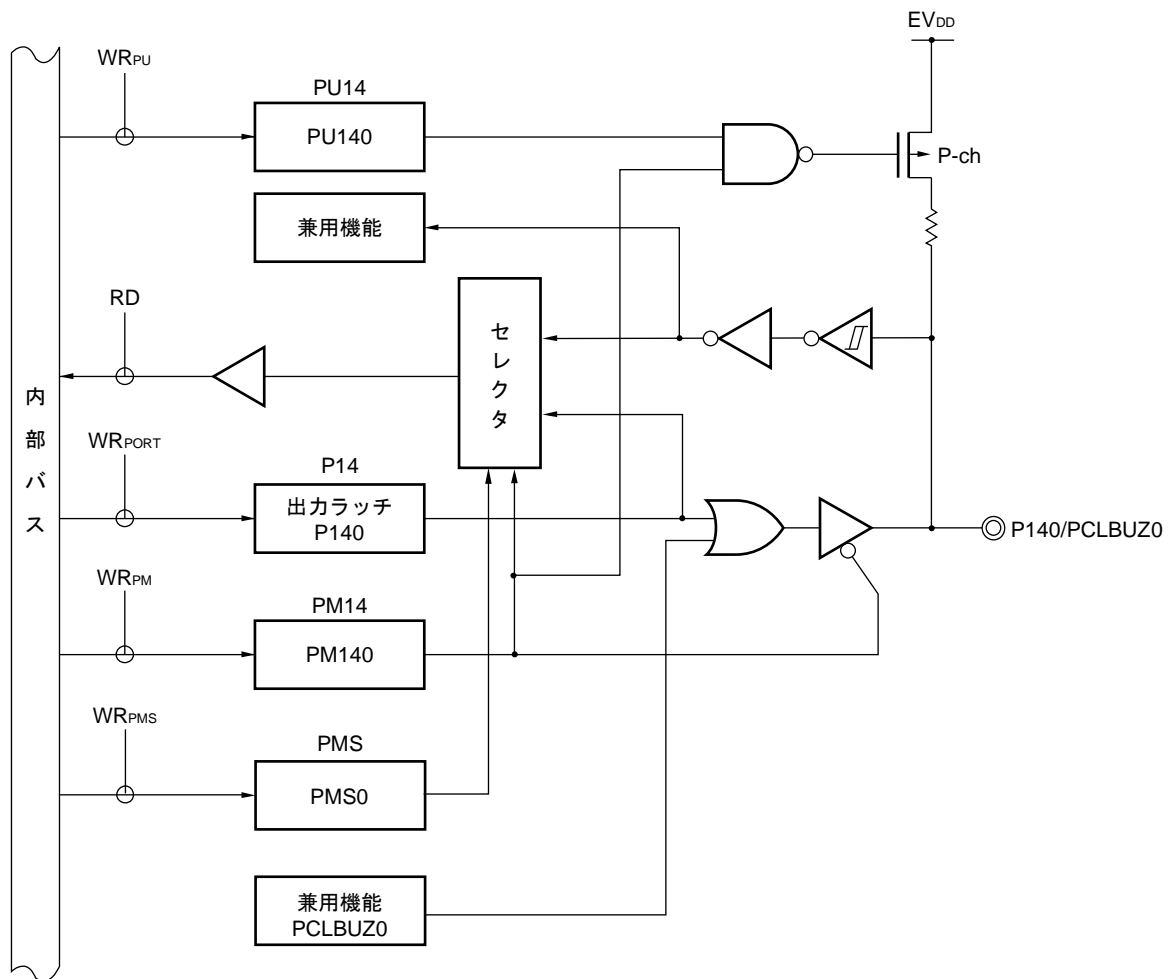 EVDD
WRPU
PU14
PU140
P-ch
兼用機能
RD
セレクタ
内部バス
WRPORT
P14
出力ラッチ
P140
P140/PCLBUZ0
WRPM
PM14
PM140
WRPMS
PMS
PMS0
兼用機能
PCLBUZ0